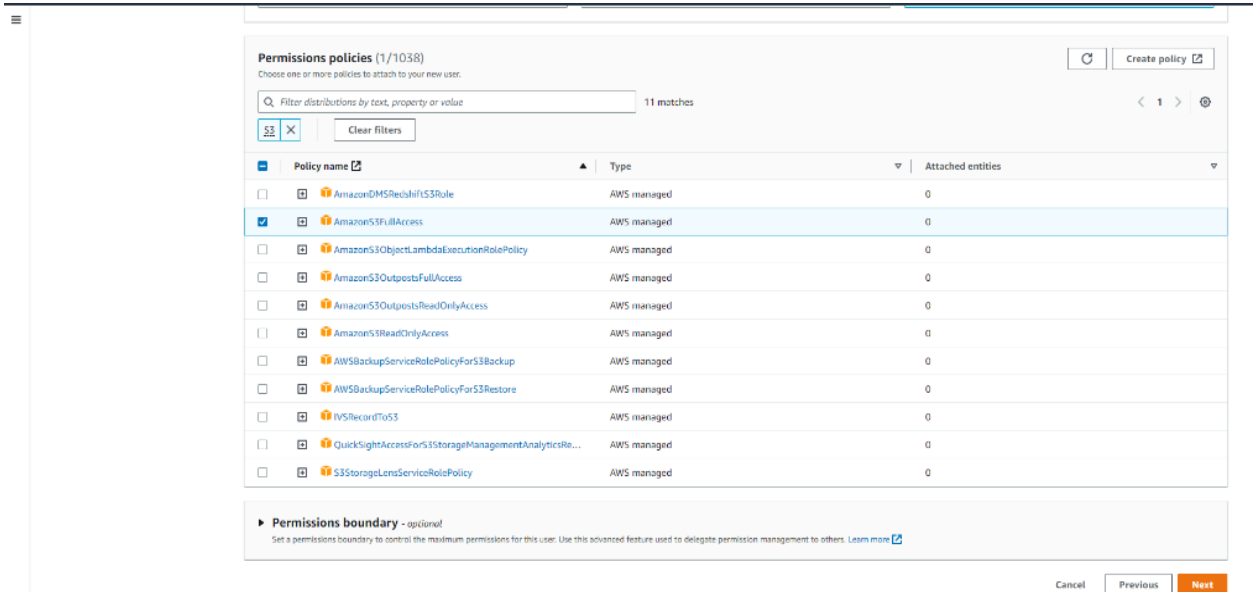 Permissions policies (1/1038)
Create policy
Choose one or more policies to attach to your new user.
Filter distributions by text, property or value
11 matches
1
S3
Clear filters
Policy name
Type
Attached entities
AmazonDMSRedshiftS3Role AWS managed 0
AmazonS3FullAccess AWS managed 0
AmazonS3ObjectLambdaExecutionRolePolicy AWS managed 0
AmazonS3OutpostsFullAccess AWS managed 0
AmazonS3OutpostsReadOnlyAccess AWS managed 0
AmazonS3ReadOnlyAccess AWS managed 0
AWSBackupServiceRolePolicyForS3Backup AWS managed 0
AWSBackupServiceRolePolicyForS3Restore AWS managed 0
IVSRecordToS3 AWS managed 0
QuickSightAccessForS3StorageManagementAnalyticsRe... AWS managed 0
S3StorageLensServiceRolePolicy AWS managed 0
Permissions boundary - optional
Set a permissions boundary to control the maximum permissions for this user. Use this advanced feature used to delegate permission management to others. Learn more
Cancel
Previous
Next